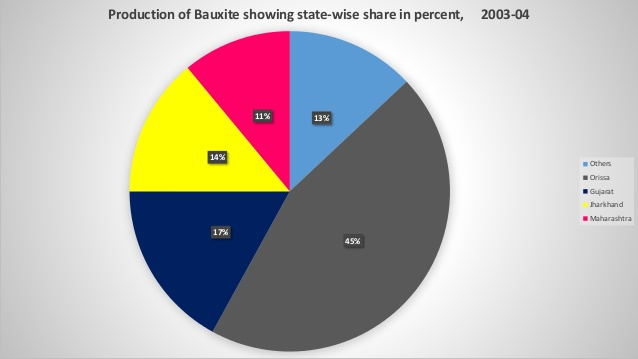 Production of Bauxite showing state-wise share in percent, 2003-04
11%
13%
14%
17%
45%
Others
Orissa
Gujarat
Jharkhand
Maharashtra